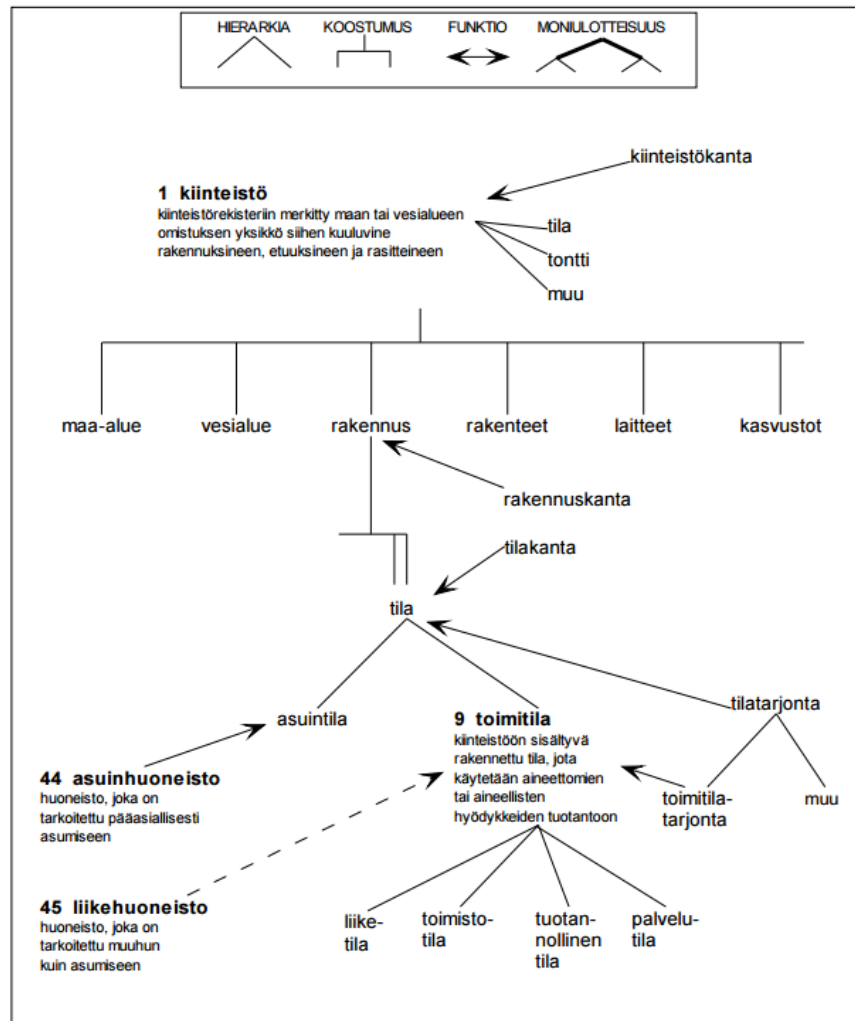 HIERARKIA KOOSTUMUS FUNKTIO MONIULOTTEISUUS
kiinteistökanta
1 kiinteistö
kiinteistörekisteriin merkitty maan tai vesialueen
omistuksen yksikkö siihen kuuluvine
rakennuksineen, etuuksineen ja rasitteineen
tila
tontti
muu
maa-alue vesialue rakennus rakenteet laitteet kasvustot
rakennuskanta
tilakanta
tila
asuintila
9 toimitila
kiinteistöön sisältyvä
rakennettu tila, jota
käytetään aineettomien
tai aineellisten
hyödykkeiden tuotantoon
tilatarjonta
toimitila-
tarjonta
muu
44 asuinhuoneisto
huoneisto, joka on
tarkoitettu pääasiallisesti
asumiseen
45 liikehuoneisto
huoneisto, joka on
tarkoitettu muuhun
kuin asumiseen
liike-
tila
toimisto-
tila
tuotan-
nollinen
tila
palvelu-
tila